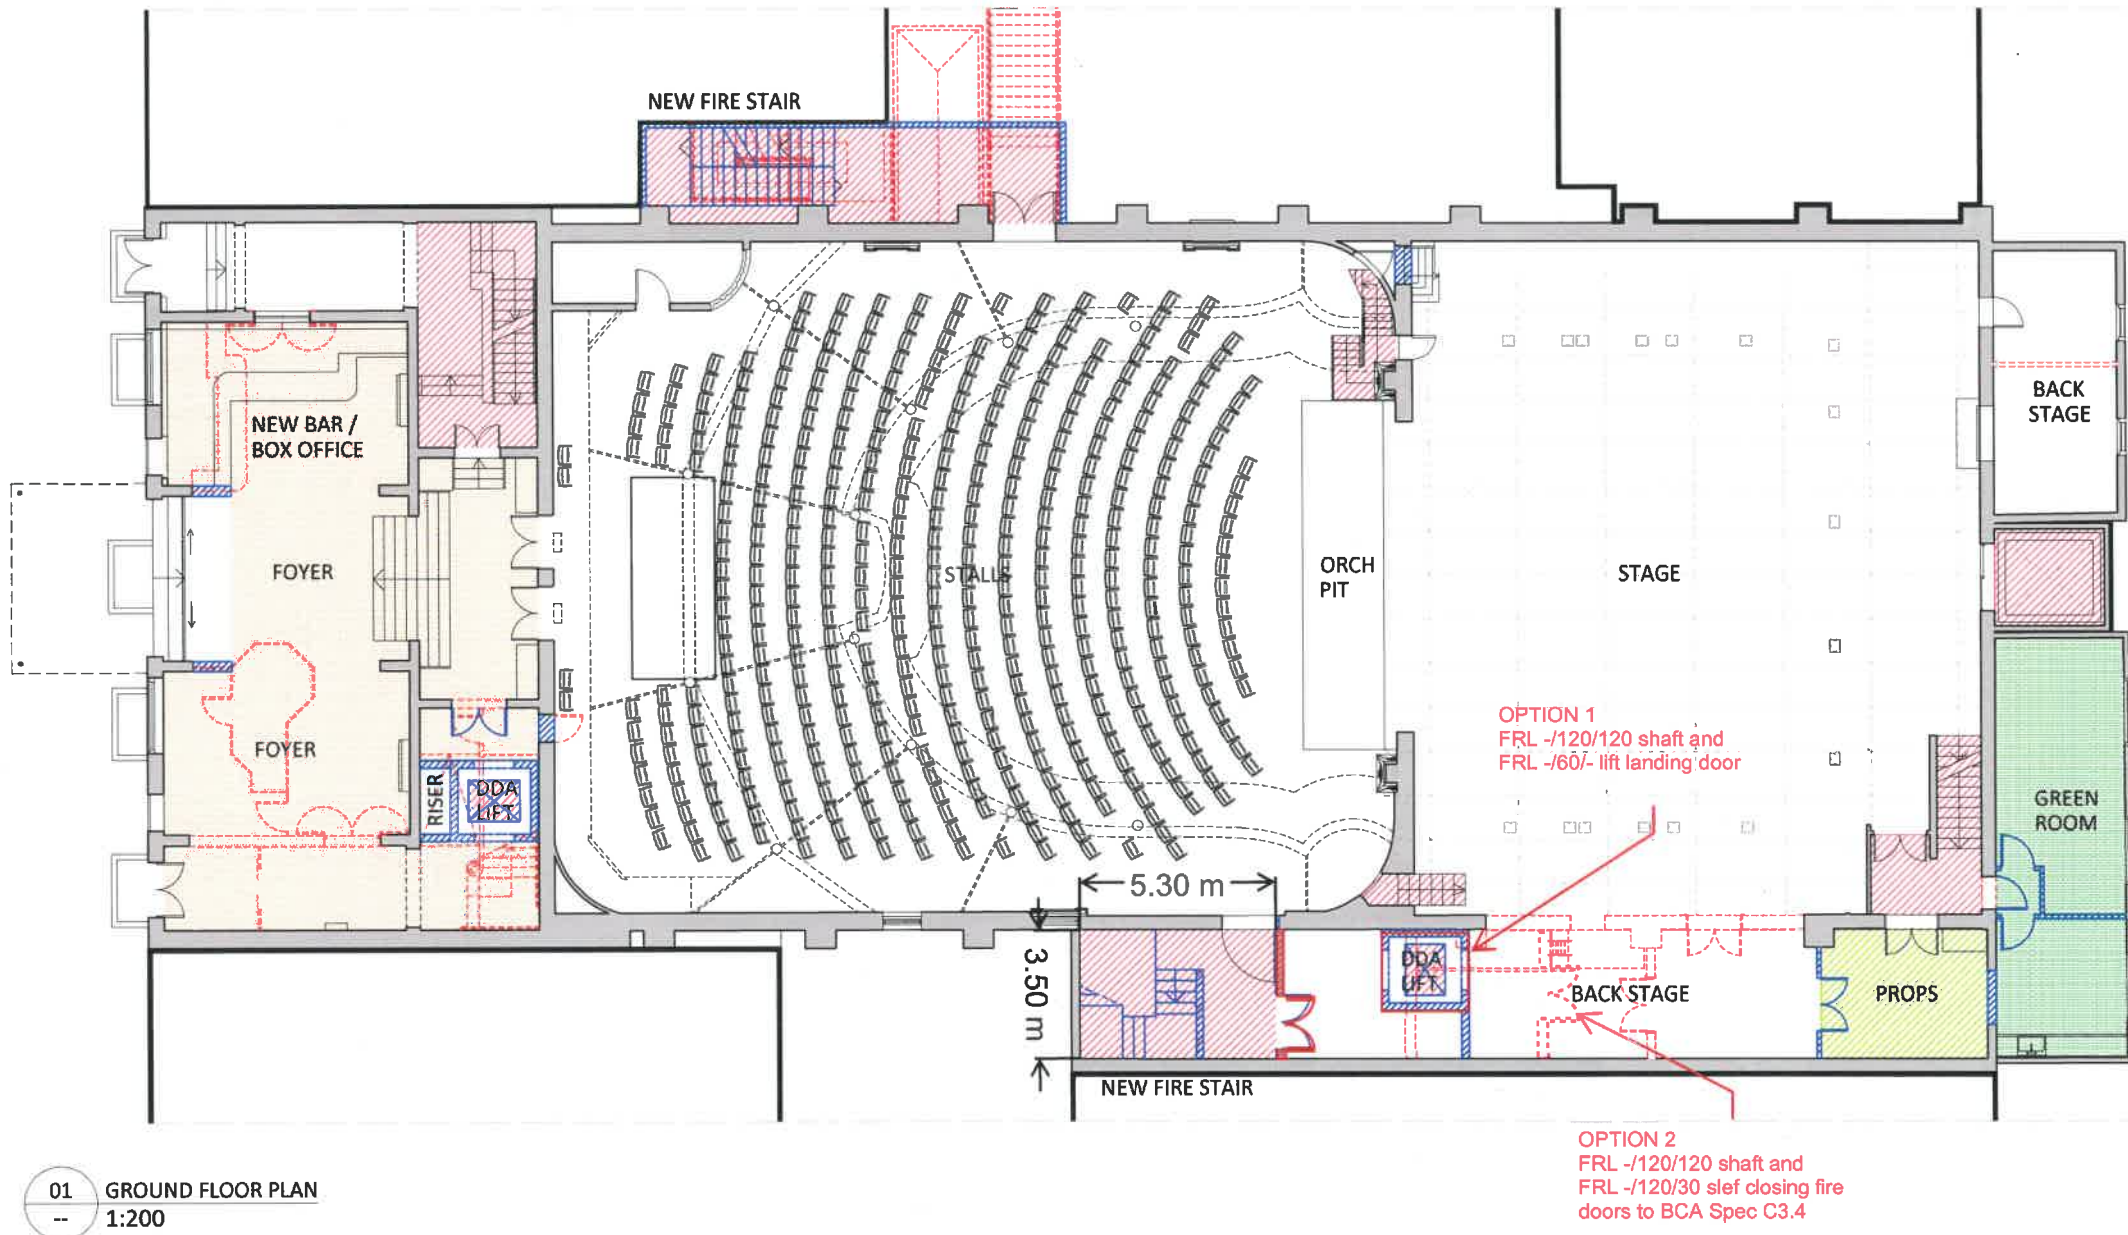 NEW FIRE STAIR
NEW BAR /
BOX OFFICE
FOYER
FOYER
RISER
DDA
LIFT
STALLS
ORCH
PIT
STAGE
BACK
STAGE
OPTION 1
FRL -/120/120 shaft and
FRL -/60/- lift landing door
GREEN
ROOM
5.30 m
3.50 m
DDA
LIFT
BACK STAGE
PROPS
NEW FIRE STAIR
OPTION 2
FRL -/120/120 shaft and
FRL -/120/30 slef closing fire
doors to BCA Spec C3.4
01
--
GROUND FLOOR PLAN
1:200